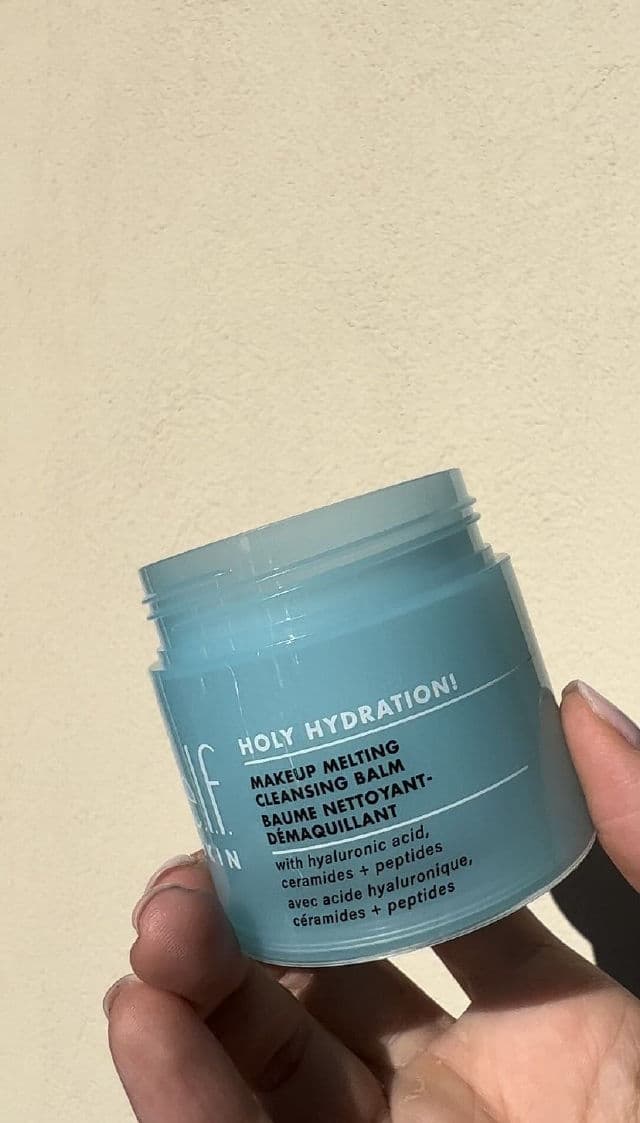 e.l.f.
SKIN
HOLY HYDRATION!
MAKEUP MELTING
CLEANSING BALM
BAUME NETTOYANT-
DÉMAQUILLANT
with hyaluronic acid,
ceramides + peptides
avec acide hyaluronique,
céramides + peptides